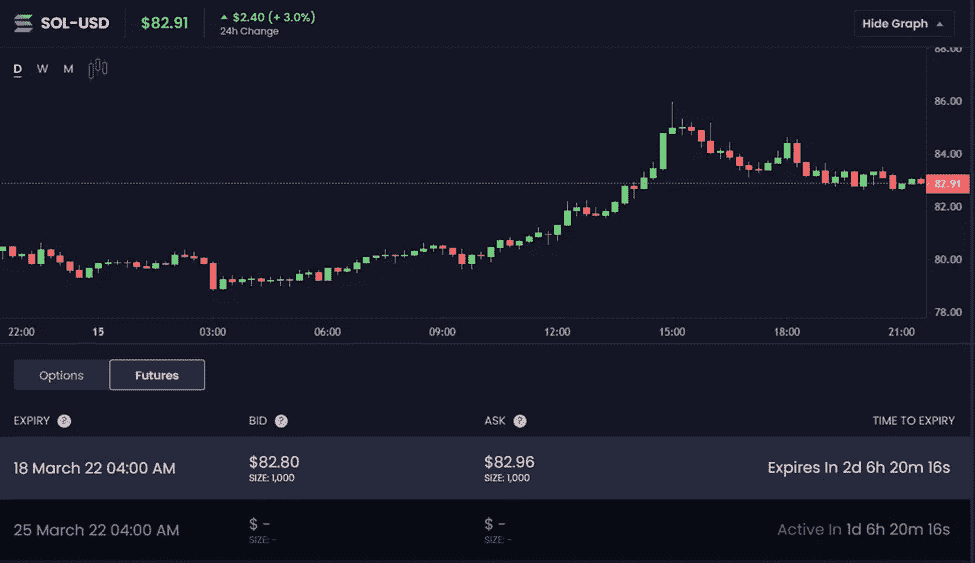 SOL-USD $82.91 $2.40 (+ 3.0%) Hide Graph
24h Change
D W M
88.00
86.00
84.00
82.91
82.00
80.00
78.00
22:00 15 03:00 06:00 09:00 12:00 15:00 18:00 21:00
Options Futures
EXPIRY ? BID ? ASK ? TIME TO EXPIRY
18 March 22 04:00 AM $82.80 $82.96 Expires In 2d 6h 20m 16s
SIZE: 1,000 SIZE: 1,000
25 March 22 04:00 AM $ - $ - Active In 1d 6h 20m 16s
SIZE: - SIZE: -